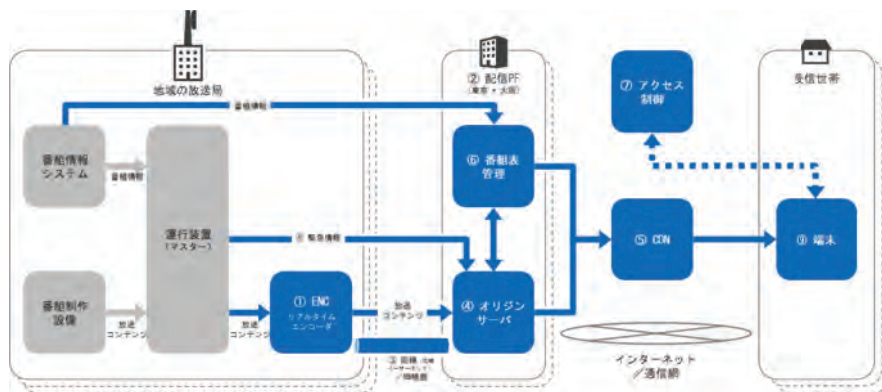 地域の放送局
② 配信PF
(東京・大阪)
受信世帯
⑦ アクセス
制御
番組情報
番組情報
システム
番組情報
⑥ 番組表
管理
運行装置
(マスター)
④ 緊急情報
⑤ CDN
⑨ 端末
番組制作
設備
放送
コンテンツ
放送
コンテンツ
① ENC
リアルタイム
エンコーダ
放送
コンテンツ
④ オリジン
サーバ
③ 回線
インターネット
/通信網